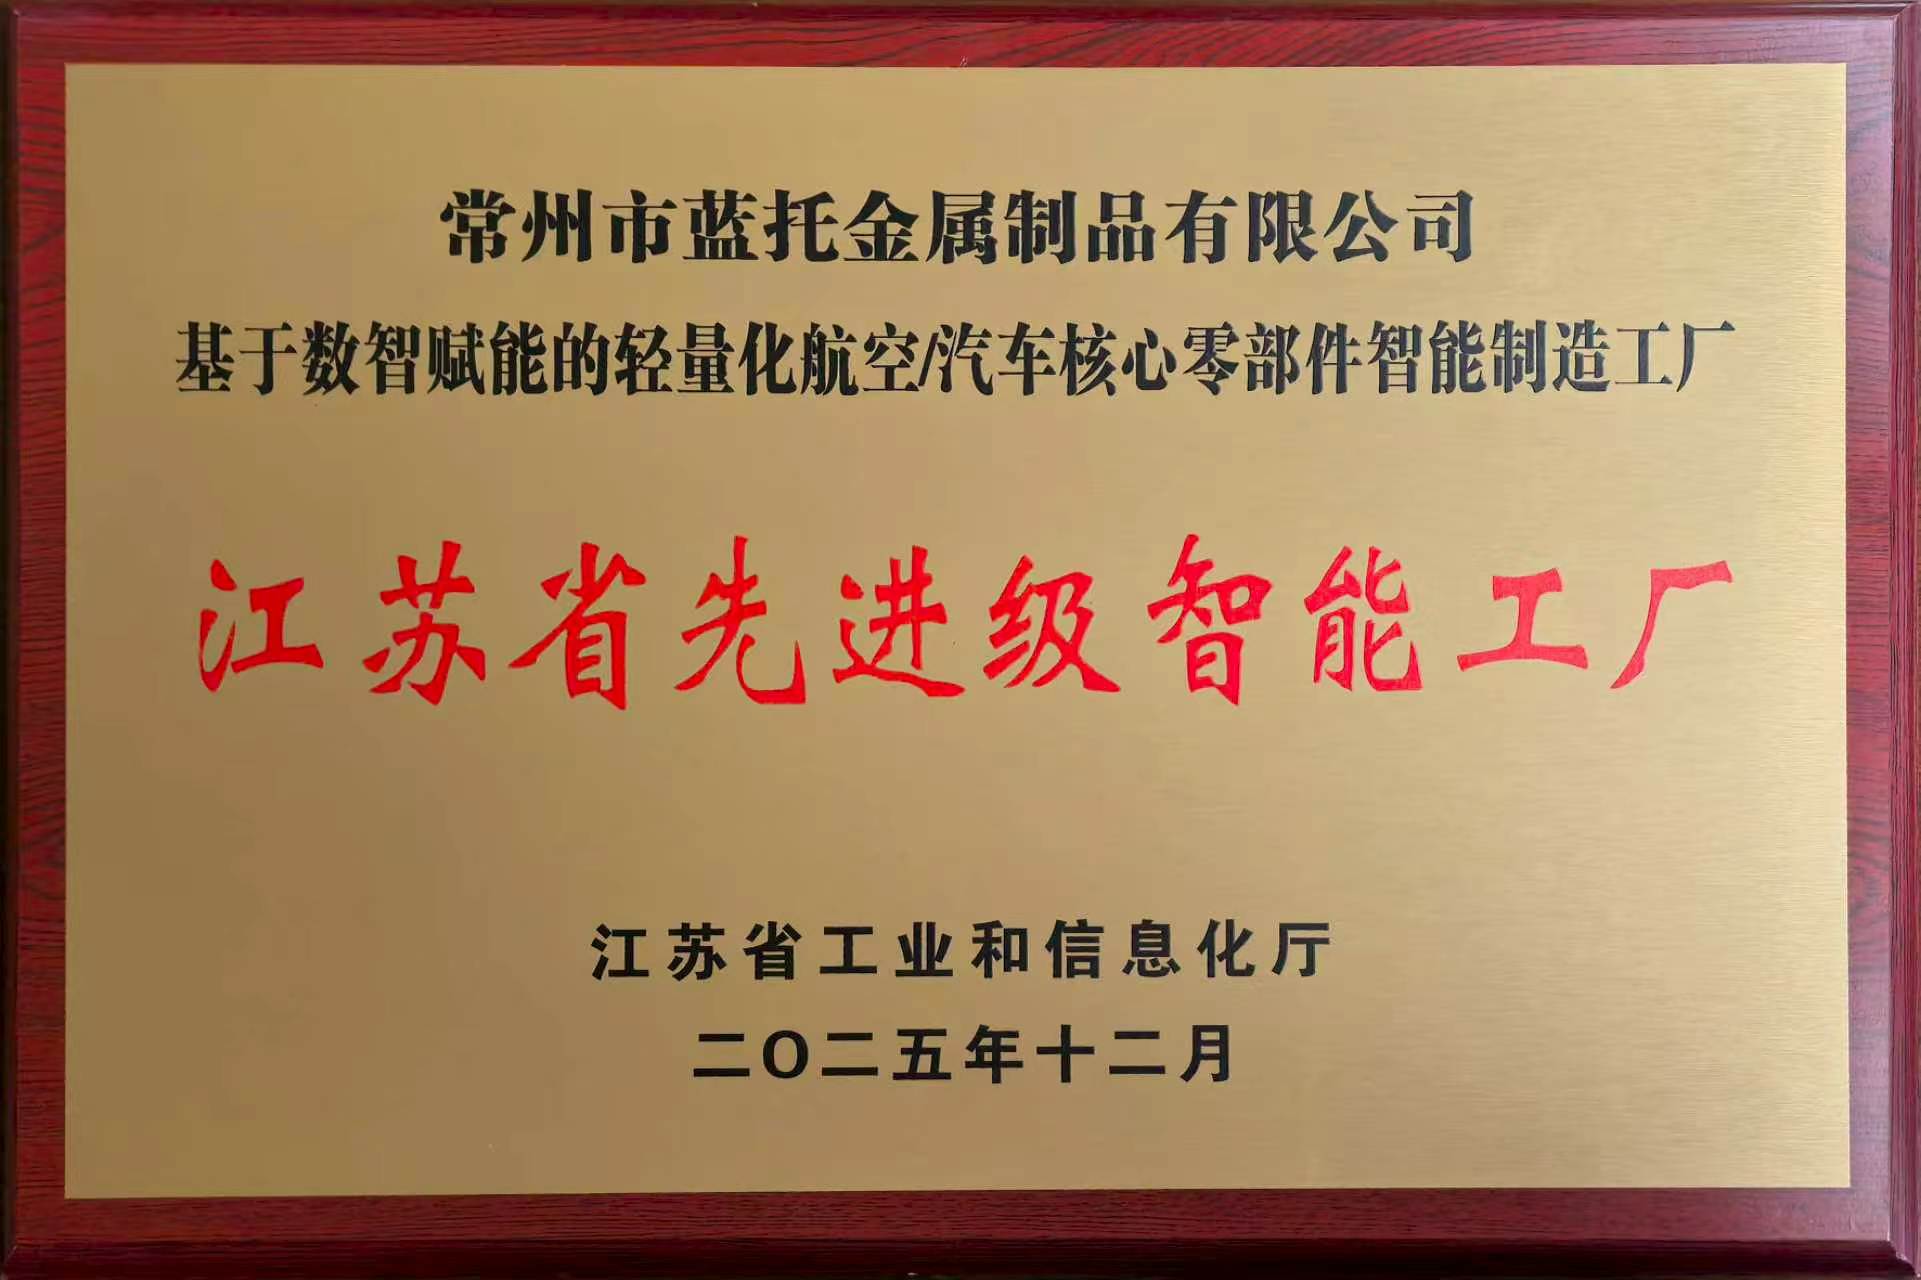 常州市蓝托金属制品有限公司
基于数智赋能的轻量化航空/汽车核心零部件智能制造工厂
江苏省先进级智能工厂
江苏省工业和信息化厅
二〇二五年十二月